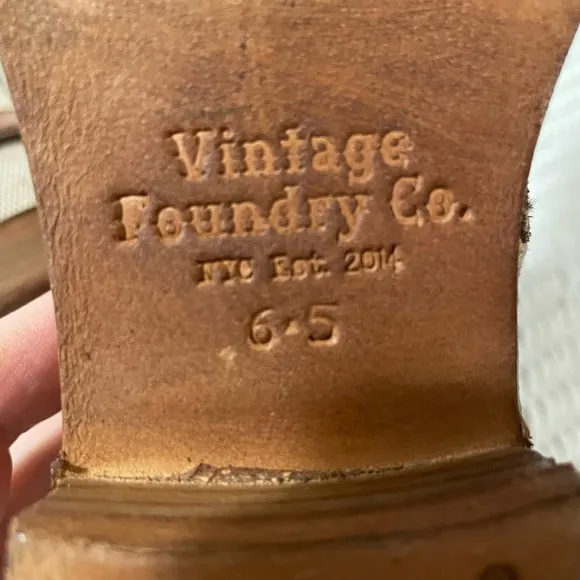 Vintage
Foundry Co.
NYC Est. 2014
6.5